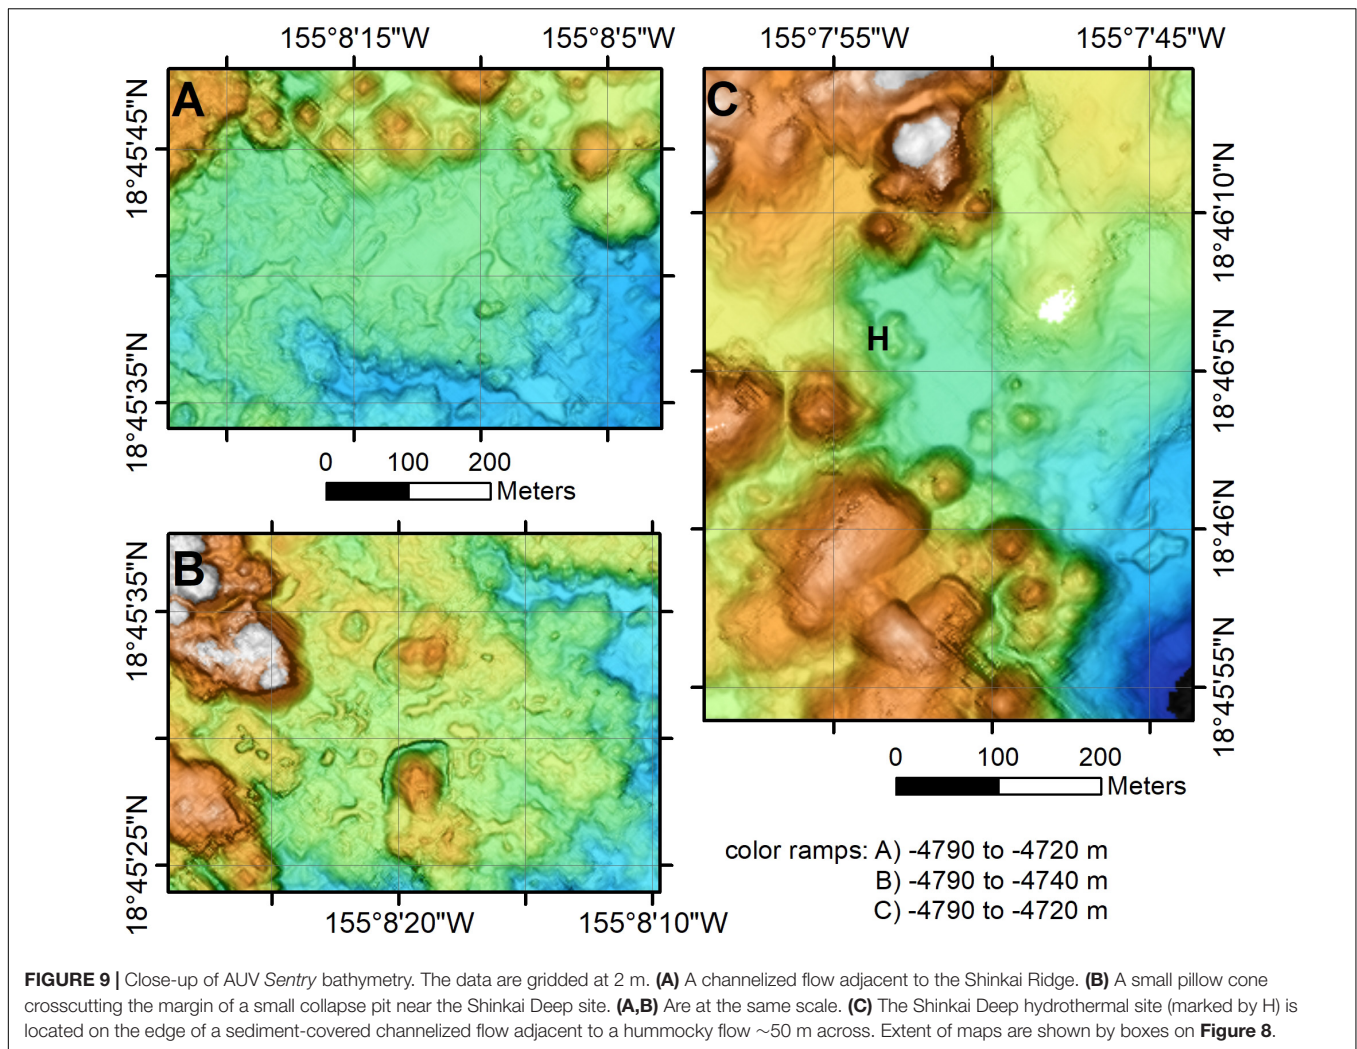 155°8'15"W 155°8'5"W
A
18°45'45"N
18°45'35"N
0 100 200
Meters
B
18°45'35"N
18°45'25"N
155°8'20"W 155°8'10"W
155°7'55"W 155°7'45"W
C
H
18°46'10"N
18°46'5"N
18°46'N
18°45'55"N
0 100 200
Meters
color ramps: A) -4790 to -4720 m
B) -4790 to -4740 m
C) -4790 to -4720 m
FIGURE 9 | Close-up of AUV Sentry bathymetry. The data are gridded at 2 m. (A) A channelized flow adjacent to the Shinkai Ridge. (B) A small pillow cone
crosscutting the margin of a small collapse pit near the Shinkai Deep site. (A,B) Are at the same scale. (C) The Shinkai Deep hydrothermal site (marked by H) is
located on the edge of a sediment-covered channelized flow adjacent to a hummocky flow ~50 m across. Extent of maps are shown by boxes on Figure 8.